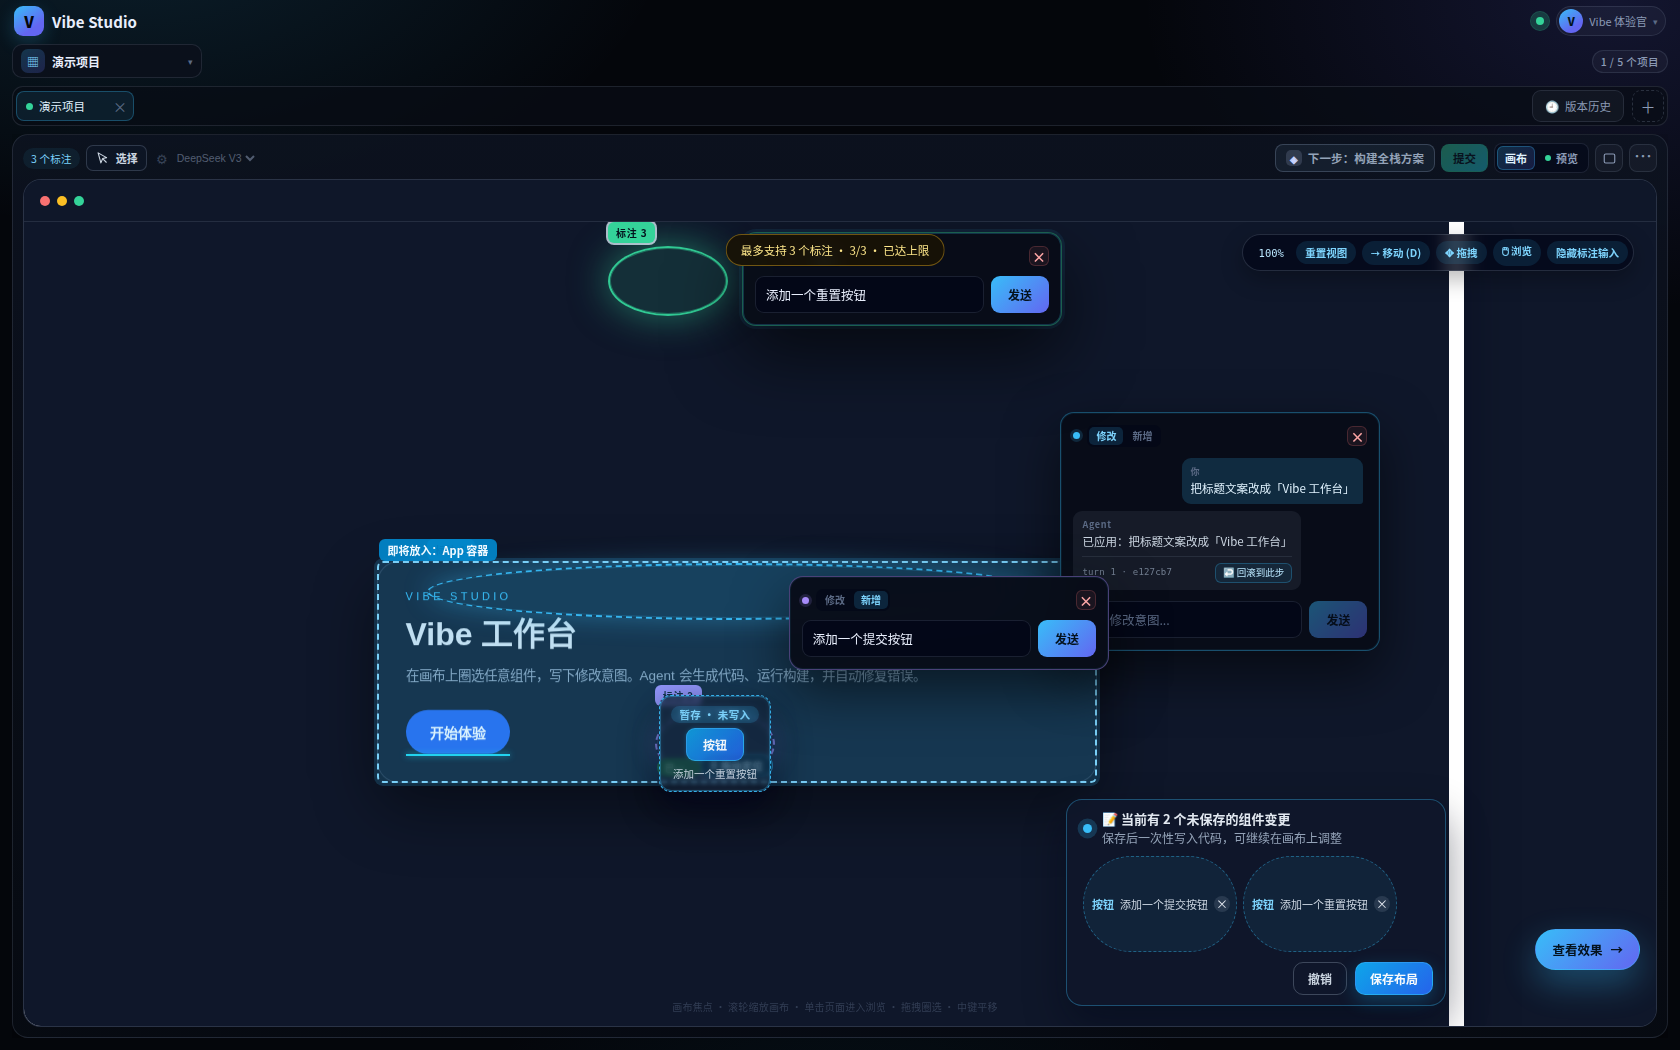 V Vibe Studio
V Vibe 体验官
演示项目
1 / 5 个项目
演示项目
版本历史
3 个标注
选择
DeepSeek V3
下一步：构建全栈方案
提交
画布
预览
标注 3
最多支持 3 个标注 · 3/3 · 已达上限
添加一个重置按钮
发送
100%
重置视图
→ 移动 (D)
✥ 拖拽
浏览
隐藏标注输入
修改
新增
你
把标题文案改成「Vibe 工作台」
Agent
已应用：把标题文案改成「Vibe 工作台」
turn 1 · e127cb7
回滚到此步
修改意图...
发送
即将放入：App 容器
VIBE STUDIO
Vibe 工作台
在画布上圈选任意组件，写下修改意图。Agent 会生成代码、运行构建，并自动修复错误。
开始体验
修改
新增
添加一个提交按钮
发送
暂存 · 未写入
按钮
添加一个重置按钮
📝 当前有 2 个未保存的组件变更
保存后一次性写入代码，可继续在画布上调整
按钮 添加一个提交按钮
按钮 添加一个重置按钮
撤销
保存布局
查看效果 →
画布焦点 · 滚轮缩放画布 · 单击页面进入浏览 · 拖拽圈选 · 中键平移